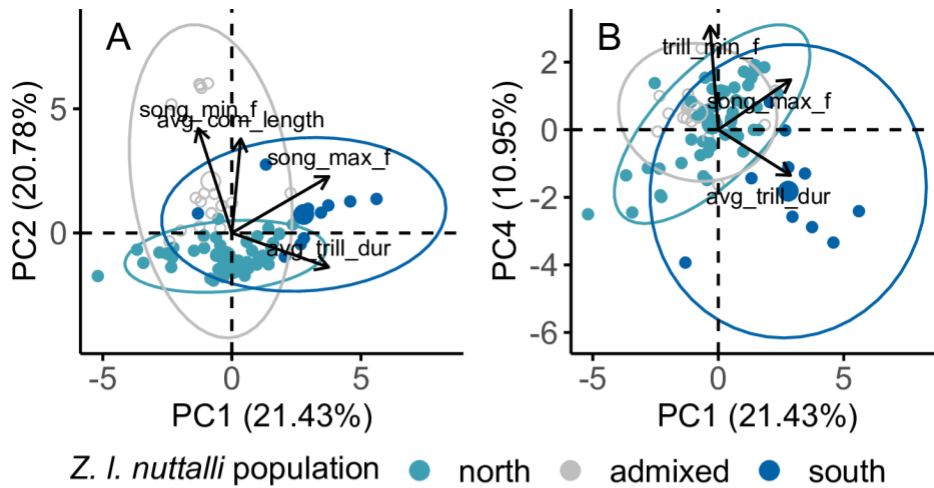 A
B
song_min_f
avg_com_length
song_max_f
avg_trill_dur
trill_min_f
song_max_f
avg_trill_dur
PC2 (20.78%)
5
0
-5
0
5
PC1 (21.43%)
PC4 (10.95%)
2
0
-2
-4
-6
-5
0
5
PC1 (21.43%)
Z. l. nuttalli population north admixed south